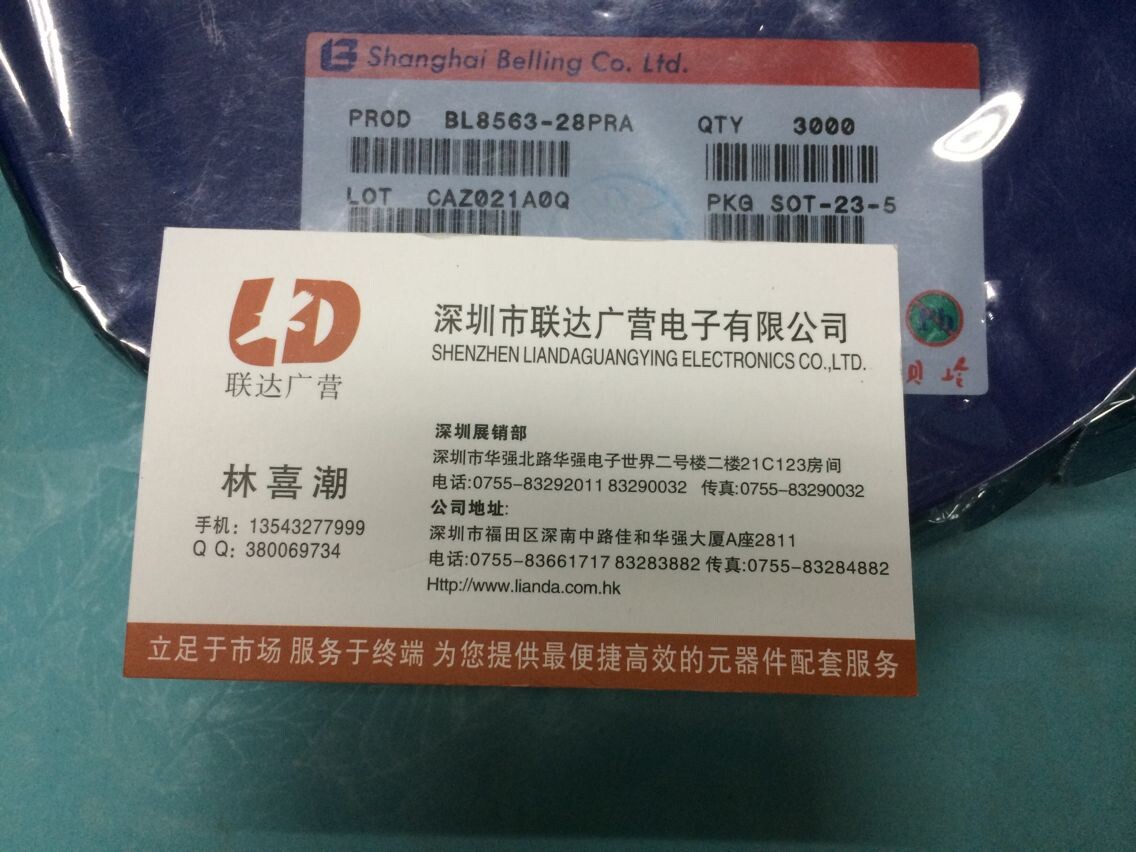 Shanghai Belling Co. Ltd.
PROD BL8563-28PRA QTY 3000
LOT CAZ021A0Q PKG SOT-23-5
Pb
贝岭
联达广营
深圳市联达广营电子有限公司
SHENZHEN LIANDAGUANGYING ELECTRONICS CO.,LTD.
林喜潮
手机：13543277999
Q Q：380069734
深圳展销部
深圳市华强北路华强电子世界二号楼二楼21C123房间
电话:0755-83292011 83290032 传真:0755-83290032
公司地址:
深圳市福田区深南中路佳和华强大厦A座2811
电话:0755-83661717 83283882 传真:0755-83284882
Http://www.lianda.com.hk
立足于市场 服务于终端 为您提供最便捷高效的元器件配套服务